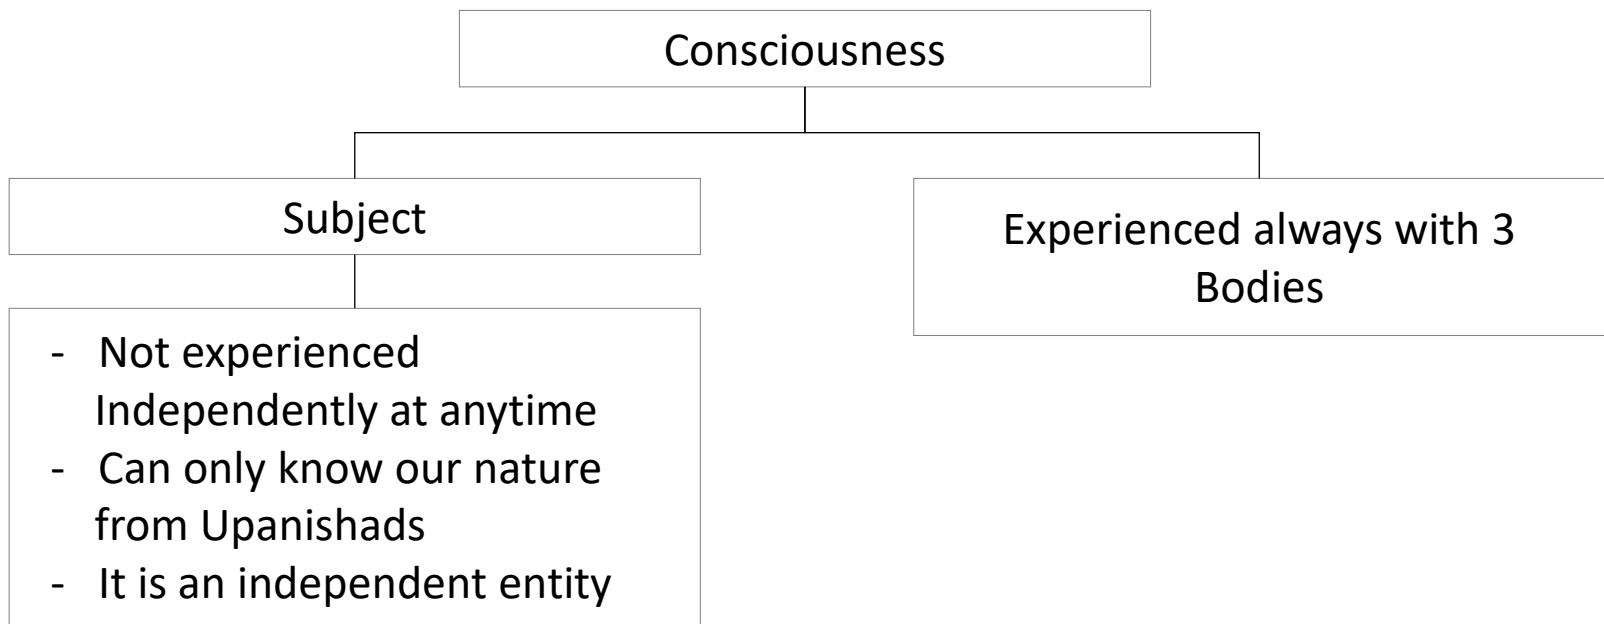 Consciousness
Subject
Experienced always with 3
Bodies
- Not experienced
Independently at anytime
- Can only know our nature
from Upanishads
- It is an independent entity